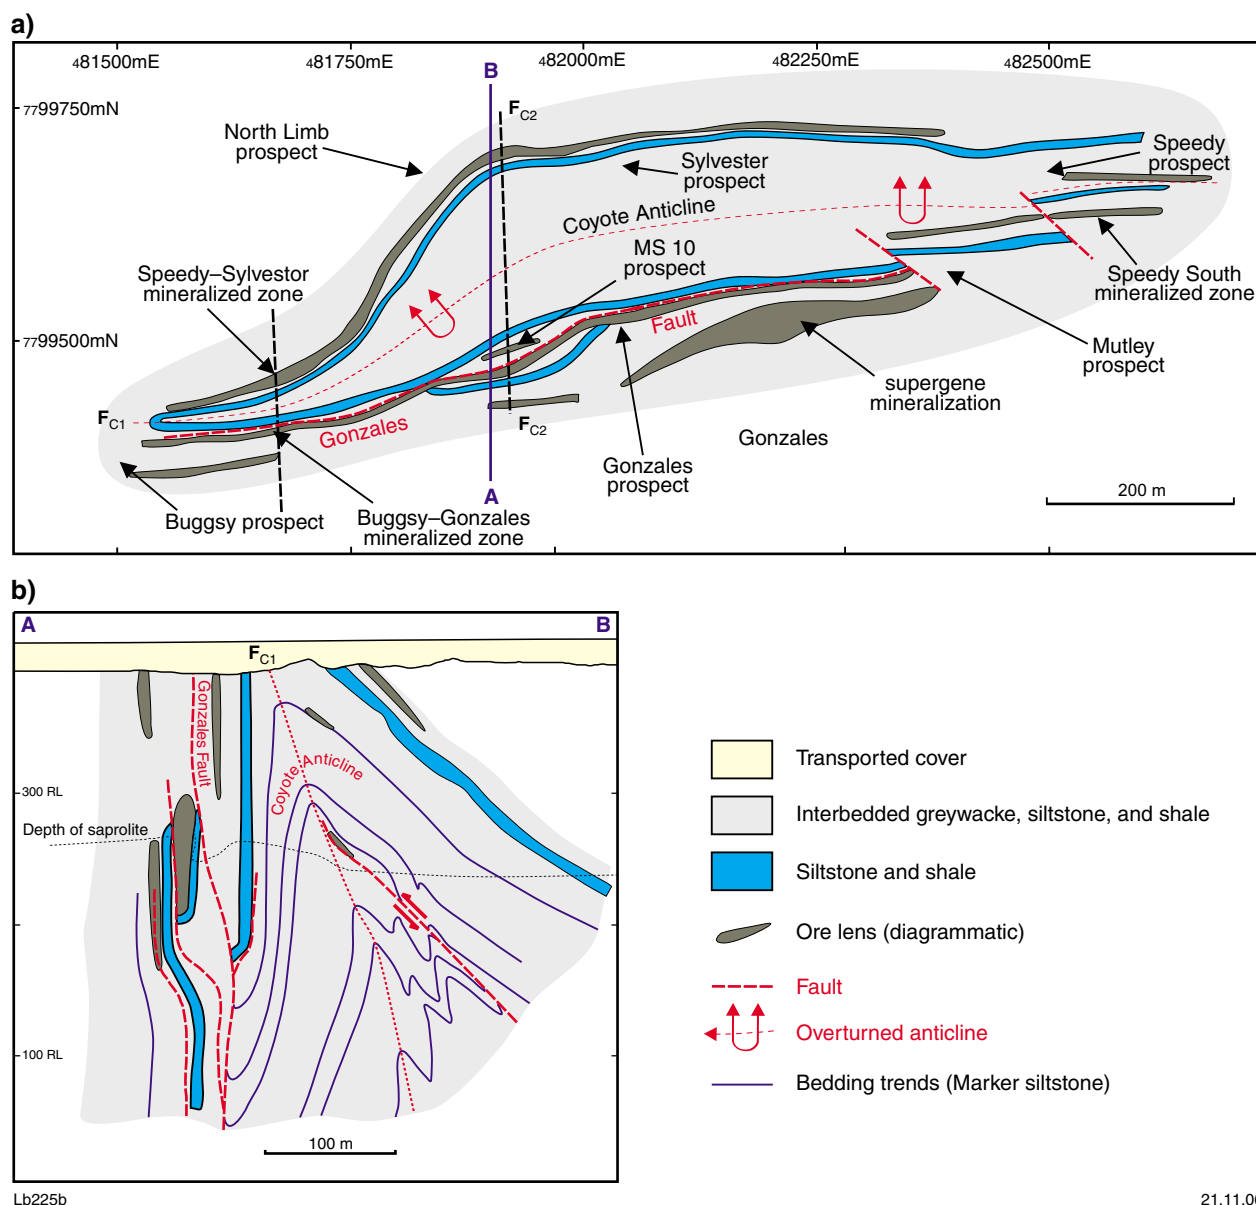 a)
481500mE
481750mE
482000mE
482250mE
482500mE
7799750mN
7799500mN
B
FC2
North Limb
prospect
Sylvester
prospect
Speedy
prospect
Coyote Anticline
MS 10
prospect
Speedy–Sylvestor
mineralized zone
Speedy South
mineralized zone
Fault
Mutley
prospect
supergene
mineralization
FC1
Gonzales
FC2
Gonzales
Gonzales
prospect
A
200 m
Buggsy prospect
Buggsy–Gonzales
mineralized zone
b)
A
B
FC1
Gonzales Fault
Coyote Anticline
300 RL
Depth of saprolite
100 RL
100 m
Transported cover
Interbedded greywacke, siltstone, and shale
Siltstone and shale
Ore lens (diagrammatic)
Fault
Overturned anticline
Bedding trends (Marker siltstone)
Lb225b